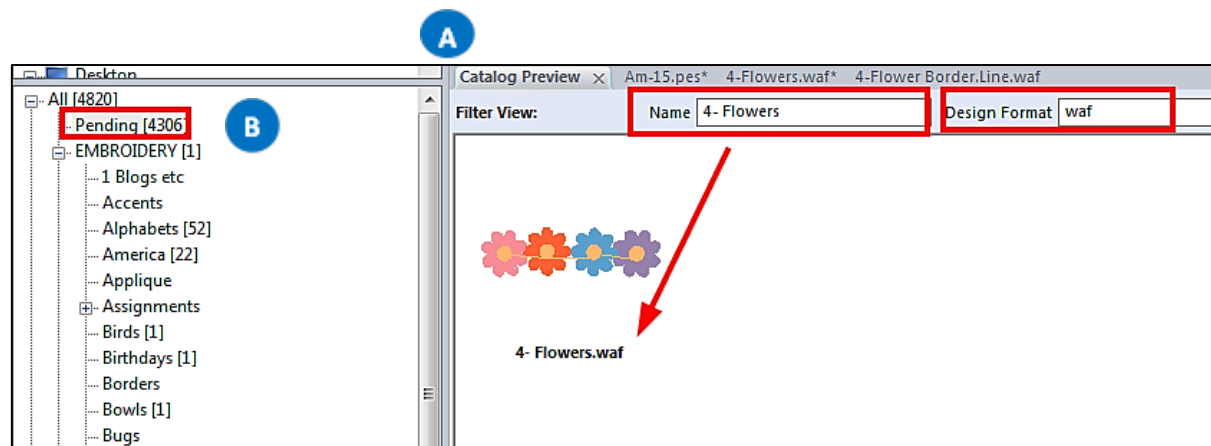 A
Desktop
All [4820]
Pending [4306]
B
EMBROIDERY [1]
1 Blogs etc
Accents
Alphabets [52]
America [22]
Applique
Assignments
Birds [1]
Birthdays [1]
Borders
Bowls [1]
Bugs
Catalog Preview x Am-15.pes* 4-Flowers.waf* 4-Flower Border.Line.waf
Filter View: Name 4- Flowers Design Format waf
4- Flowers.waf